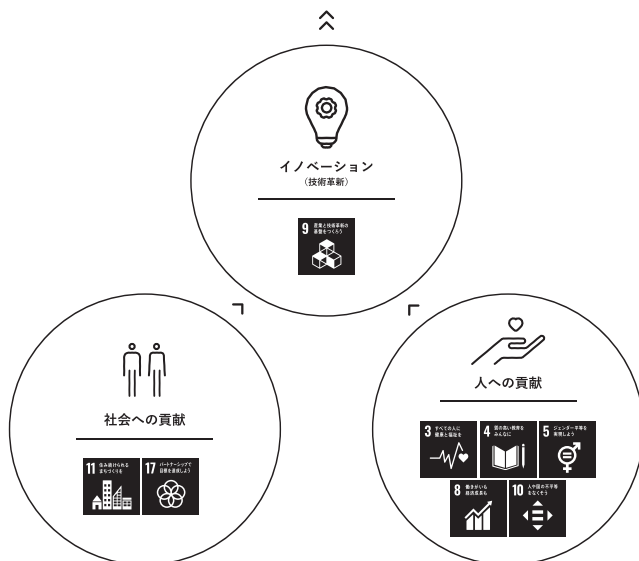 イノベーション
(技術革新)
9 産業と技術革新の
基盤をつくろう
社会への貢献
11 住み続けられる
まちづくりを
17 パートナーシップで
目標を達成しよう
人への貢献
3 すべての人に
健康と福祉を
4 質の高い教育を
みんなに
5 ジェンダー平等を
実現しよう
8 働きがいも
経済成長も
10 人や国の不平等
をなくそう